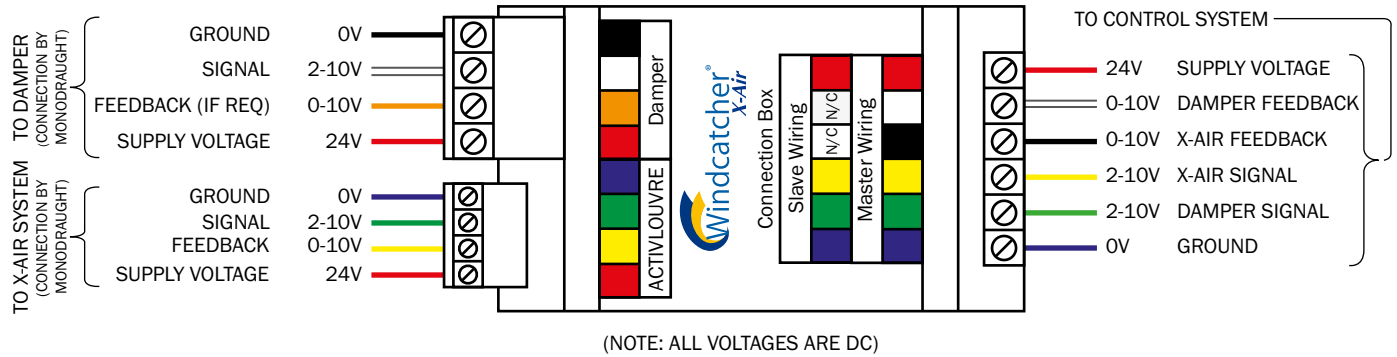 TO DAMPER
(CONNECTION BY
MONODRAUGHT)
GROUND 0V
SIGNAL 2-10V
FEEDBACK (IF REQ) 0-10V
SUPPLY VOLTAGE 24V
TO X-AIR SYSTEM
(CONNECTION BY
MONODRAUGHT)
GROUND 0V
SIGNAL 2-10V
FEEDBACK 0-10V
SUPPLY VOLTAGE 24V
Damper
ACTIVLOUVRE
Windcatcher®
X-Air
Connection Box
Slave Wiring
N/C N/C
Master Wiring
TO CONTROL SYSTEM
24V SUPPLY VOLTAGE
0-10V DAMPER FEEDBACK
0-10V X-AIR FEEDBACK
2-10V X-AIR SIGNAL
2-10V DAMPER SIGNAL
0V GROUND
(NOTE: ALL VOLTAGES ARE DC)